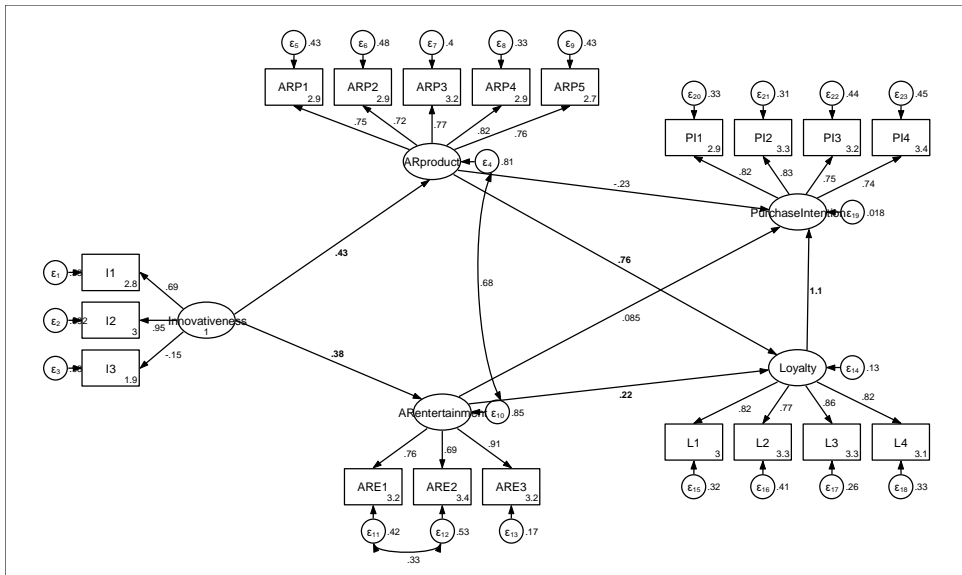 ε5 .43 ε6 .48 ε7 .4 ε8 .33 ε9 .43
ARP1 2.9 ARP2 2.9 ARP3 3.2 ARP4 2.9 ARP5 2.7
.75 .72 .77 .82 .76
ARproduct ε4 .81
ε20 .33 ε21 .31 ε22 .44 ε23 .45
PI1 2.9 PI2 3.3 PI3 3.2 PI4 3.4
.82 .83 .75 .74
PurchaseIntention ε19 .018
-.23
.43
.76
.68
.085
1.1
ε1 I1 2.8
ε2 I2 3
ε3 I3 1.9
.69
.95
-.15
Innovativeness 1
.38
.22
Loyalty ε14 .13
ARentertainment ε10 .85
.82 .77 .86 .82
L1 3 L2 3.3 L3 3.3 L4 3.1
ε15 .32 ε16 .41 ε17 .26 ε18 .33
.76 .69 .91
ARE1 3.2 ARE2 3.4 ARE3 3.2
ε11 .42 ε12 .53 ε13 .17
.33